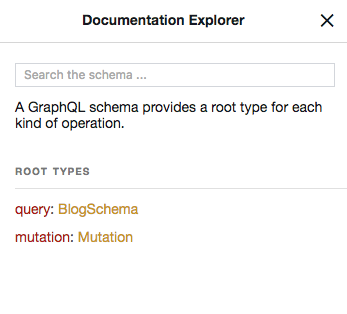 Documentation Explorer
Search the schema ...
A GraphQL schema provides a root type for each
kind of operation.
ROOT TYPES
query: BlogSchema
mutation: Mutation